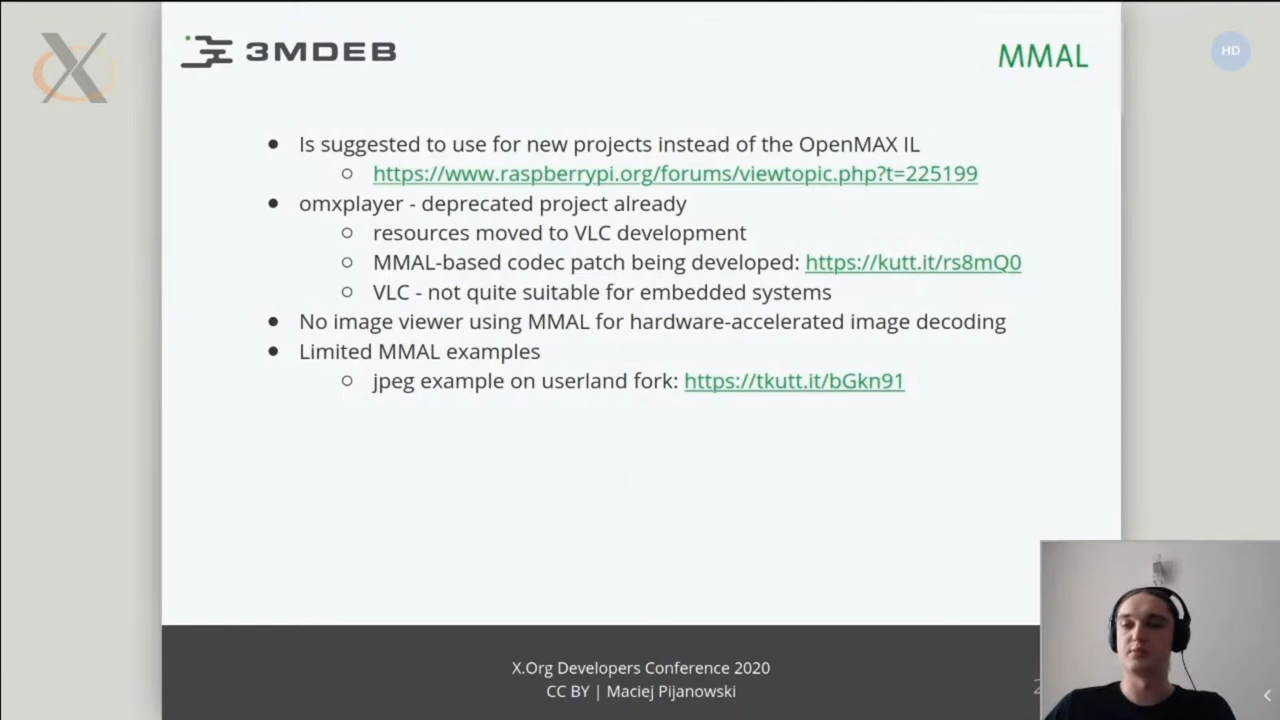 3MDEB
MMAL
HD
Is suggested to use for new projects instead of the OpenMAX IL
https://www.raspberrypi.org/forums/viewtopic.php?t=225199
omxplayer - deprecated project already
resources moved to VLC development
MMAL-based codec patch being developed: https://kutt.it/rs8mQ0
VLC - not quite suitable for embedded systems
No image viewer using MMAL for hardware-accelerated image decoding
Limited MMAL examples
jpeg example on userland fork: https://tkutt.it/bGkn91
X.Org Developers Conference 2020
CC BY | Maciej Pijanowski